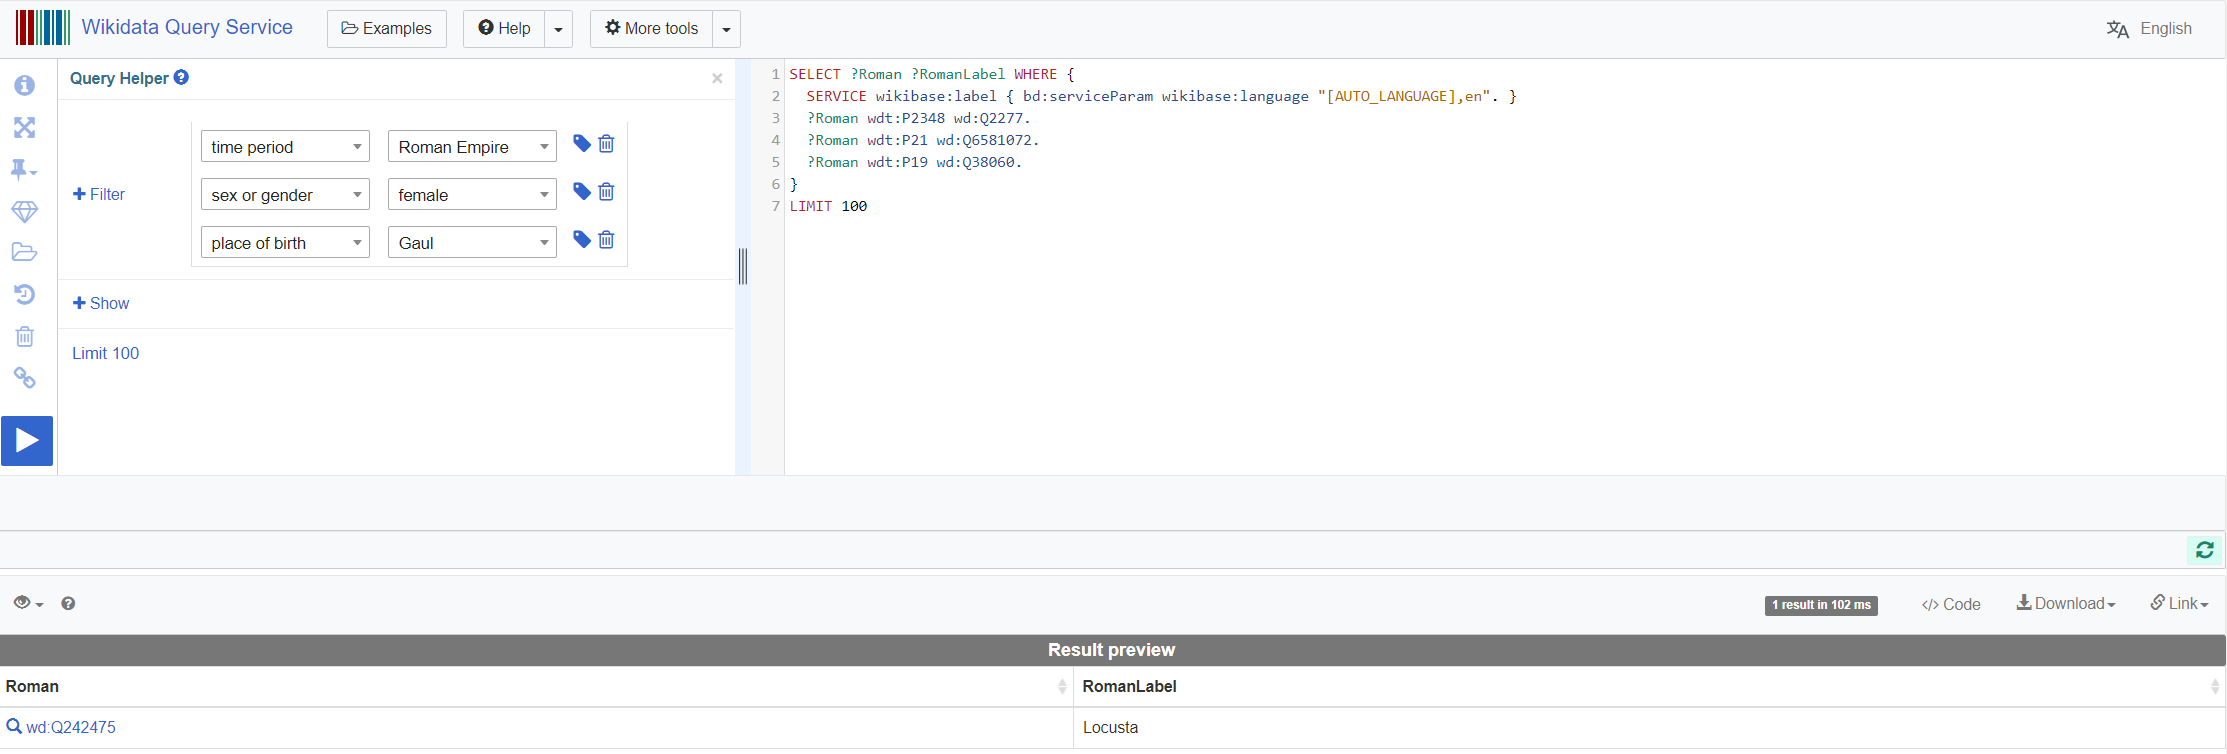 Wikidata Query Service Examples Help More tools English
Query Helper
Filter
time period Roman Empire
sex or gender female
place of birth Gaul
Show
Limit 100
1 SELECT ?Roman ?RomanLabel WHERE {
2 SERVICE wikibase:label { bd:serviceParam wikibase:language "[AUTO_LANGUAGE],en". }
3 ?Roman wdt:P2348 wd:Q2277.
4 ?Roman wdt:P21 wd:Q6581072.
5 ?Roman wdt:P19 wd:Q38060.
6 }
7 LIMIT 100
1 result in 102 ms </> Code Download Link
Result preview
Roman RomanLabel
wd:Q242475 Locusta